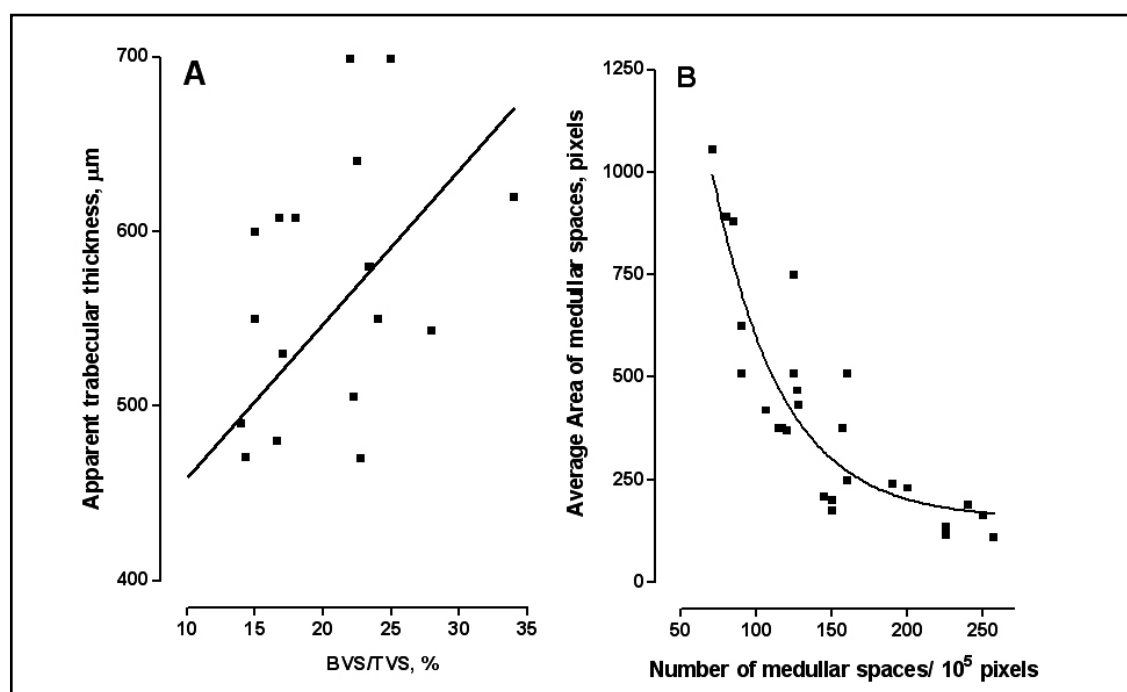 A
Apparent trabecular thickness, μm
700
600
500
400
10 15 20 25 30 35
BVS/TVS, %
B
Average Area of medullar spaces, pixels
1250
1000
750
500
250
0
50 100 150 200 250
Number of medullar spaces/ 10⁵ pixels